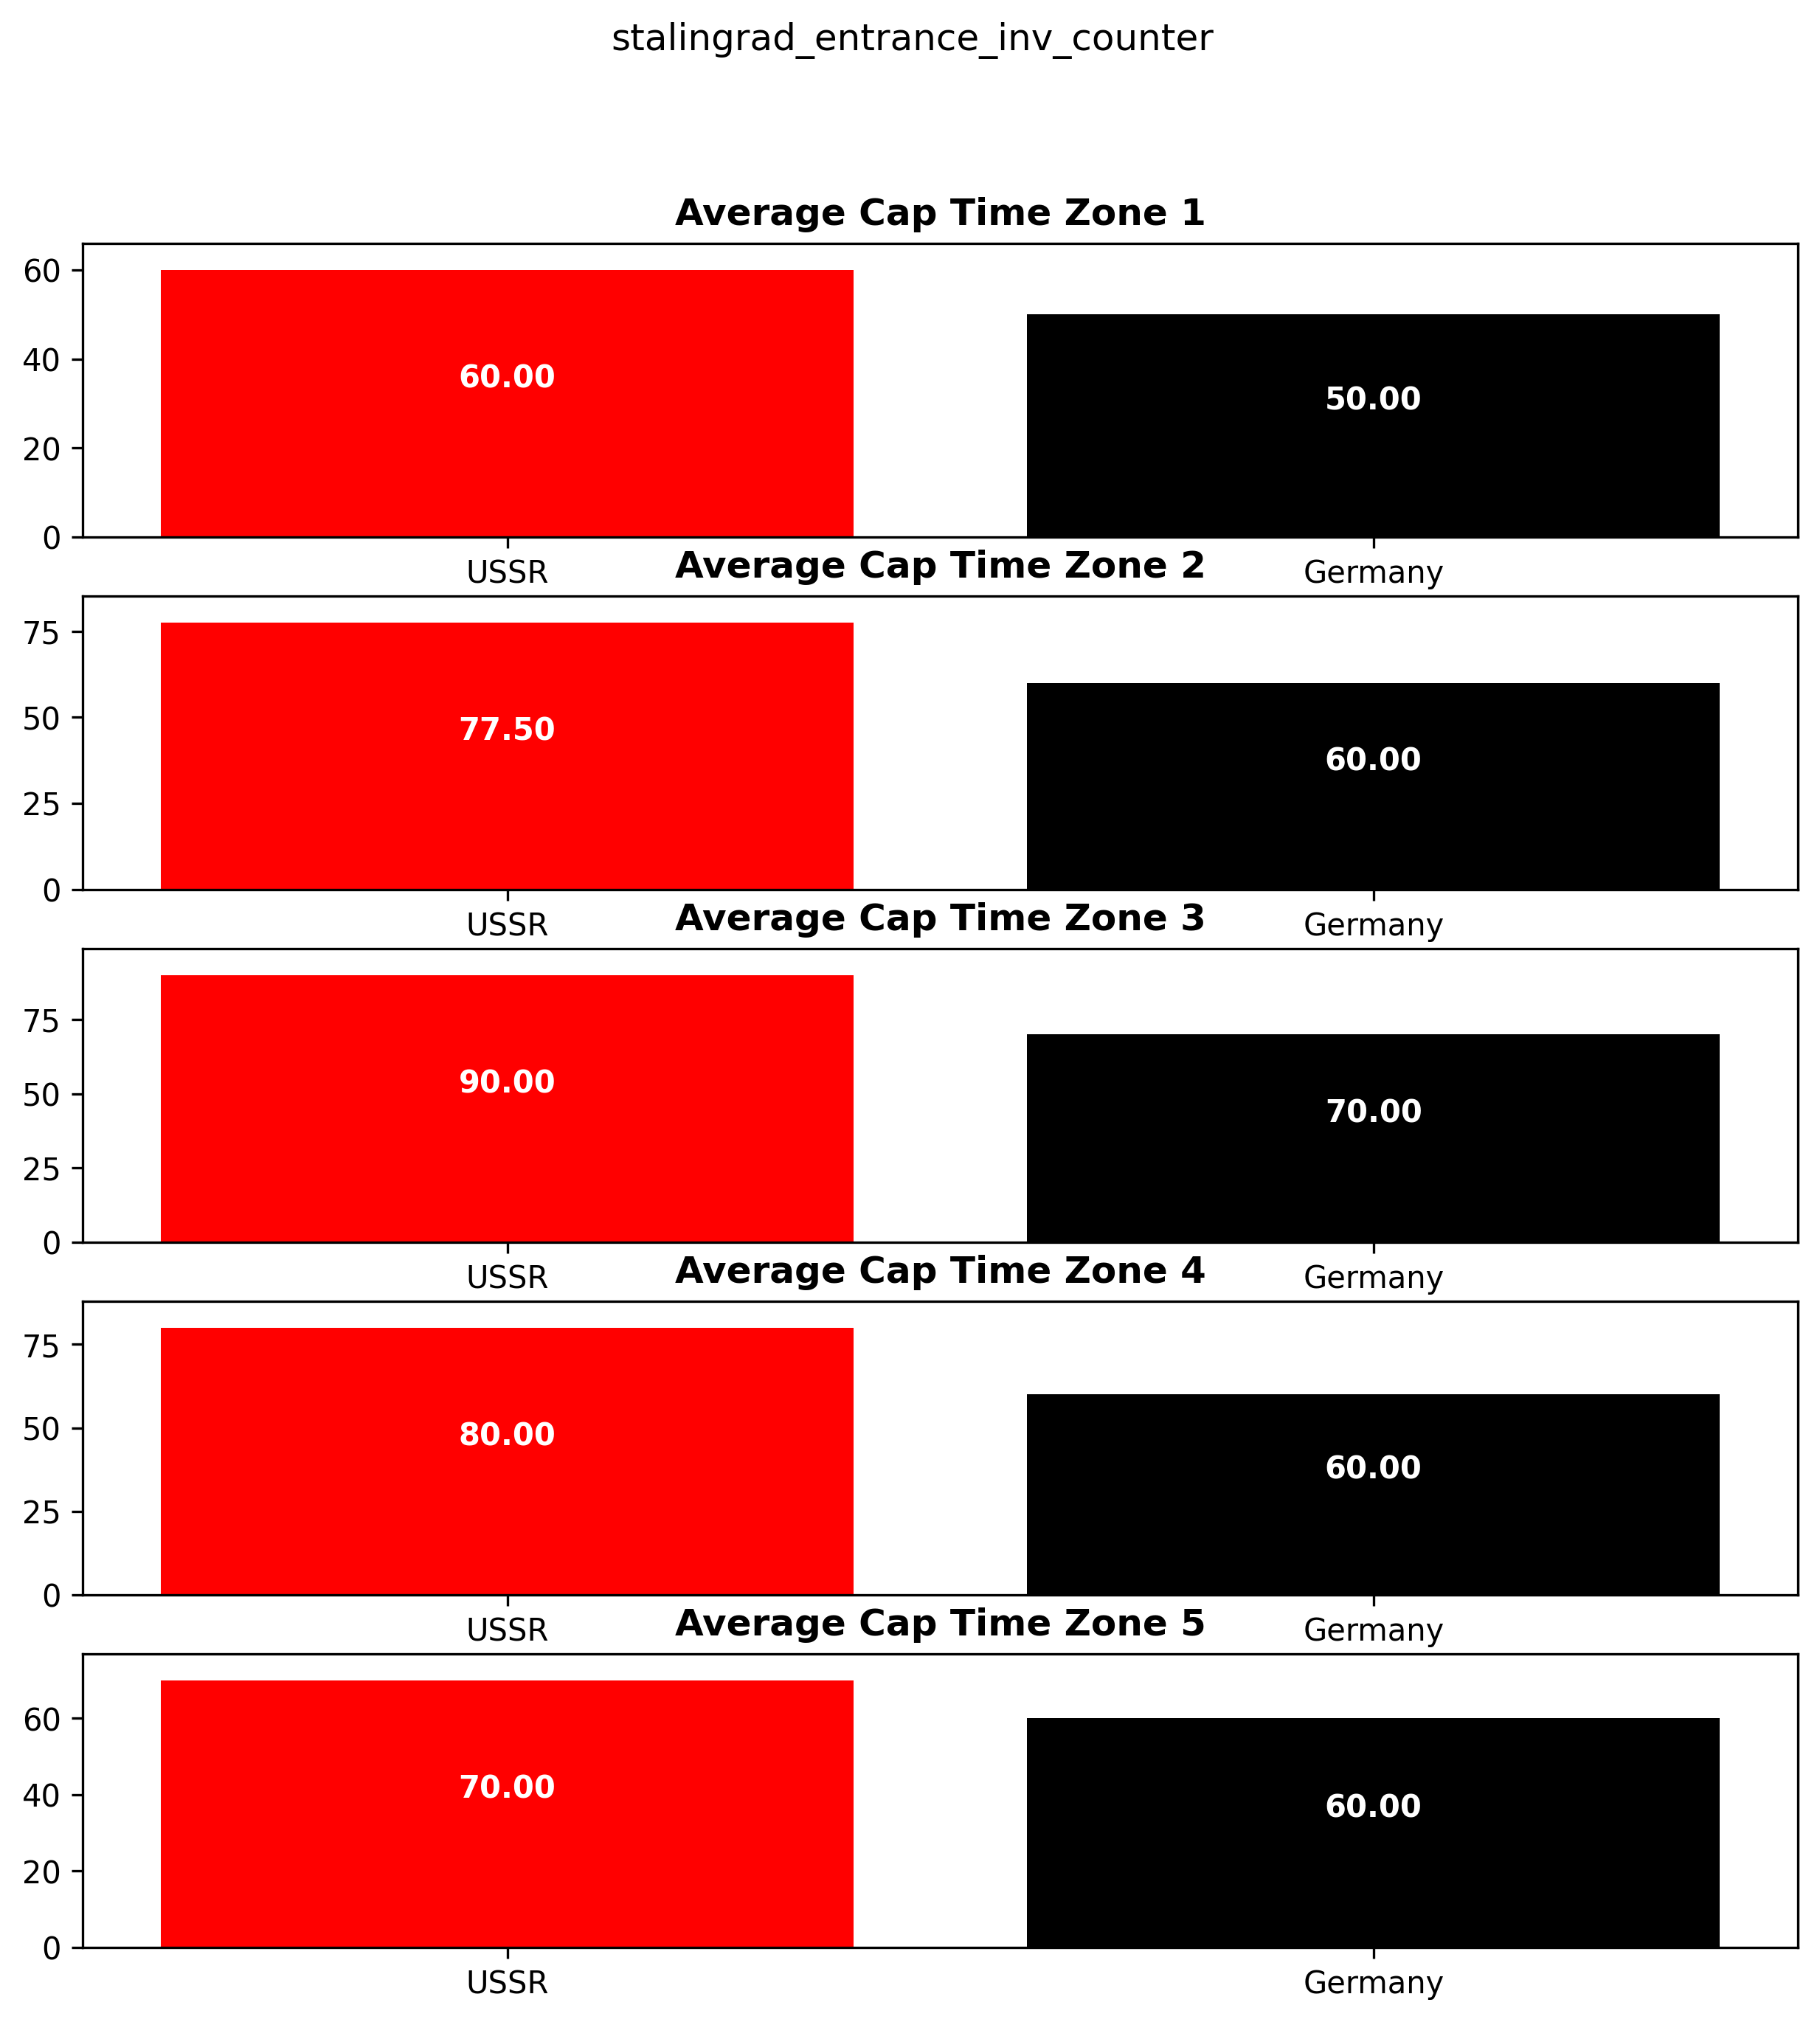 stalingrad_entrance_inv_counter
Average Cap Time Zone 1
60
40
20
0
60.00
50.00
USSR
Germany
Average Cap Time Zone 2
75
50
25
0
77.50
60.00
USSR
Germany
Average Cap Time Zone 3
75
50
25
0
90.00
70.00
USSR
Germany
Average Cap Time Zone 4
75
50
25
0
80.00
60.00
USSR
Germany
Average Cap Time Zone 5
60
40
20
0
70.00
60.00
USSR
Germany